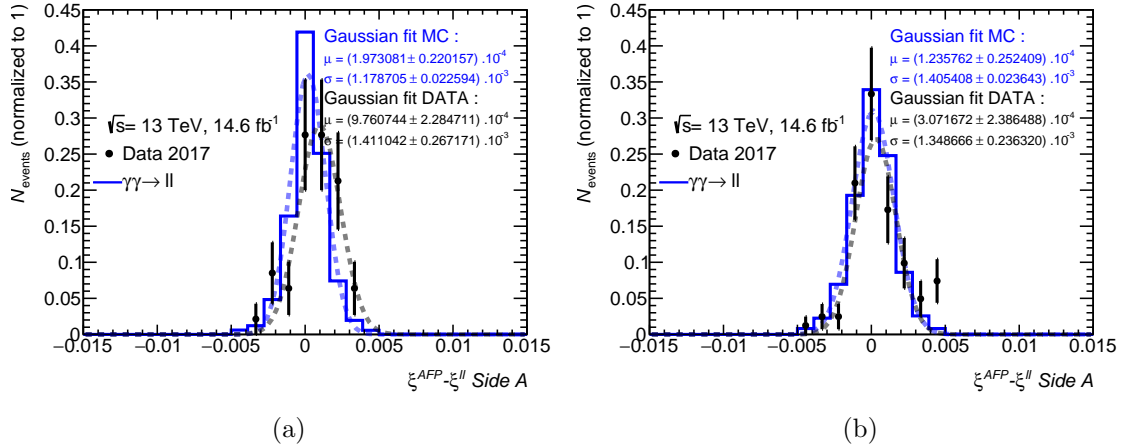 N_events (normalized to 1)
0.45
0.4
0.35
0.3
0.25
0.2
0.15
0.1
0.05
0
−0.015
−0.01
−0.005
0
0.005
0.01
0.015
Gaussian fit MC :
μ = (1.973081 ± 0.220157) .10⁻⁴
σ = (1.178705 ± 0.022594) .10⁻³
Gaussian fit DATA :
μ = (9.760744 ± 2.284711) .10⁻⁴
σ = (1.411042 ± 0.267171) .10⁻³
√s= 13 TeV, 14.6 fb⁻¹
Data 2017
γγ→ ll
ξ^AFP-ξ^ll Side A
(a)
N_events (normalized to 1)
0.45
0.4
0.35
0.3
0.25
0.2
0.15
0.1
0.05
0
−0.015
−0.01
−0.005
0
0.005
0.01
0.015
Gaussian fit MC :
μ = (1.235762 ± 0.252409) .10⁻⁴
σ = (1.405408 ± 0.023643) .10⁻³
Gaussian fit DATA :
μ = (3.071672 ± 2.386488) .10⁻⁴
σ = (1.348666 ± 0.236320) .10⁻³
√s= 13 TeV, 14.6 fb⁻¹
Data 2017
γγ→ ll
ξ^AFP-ξ^ll Side A
(b)